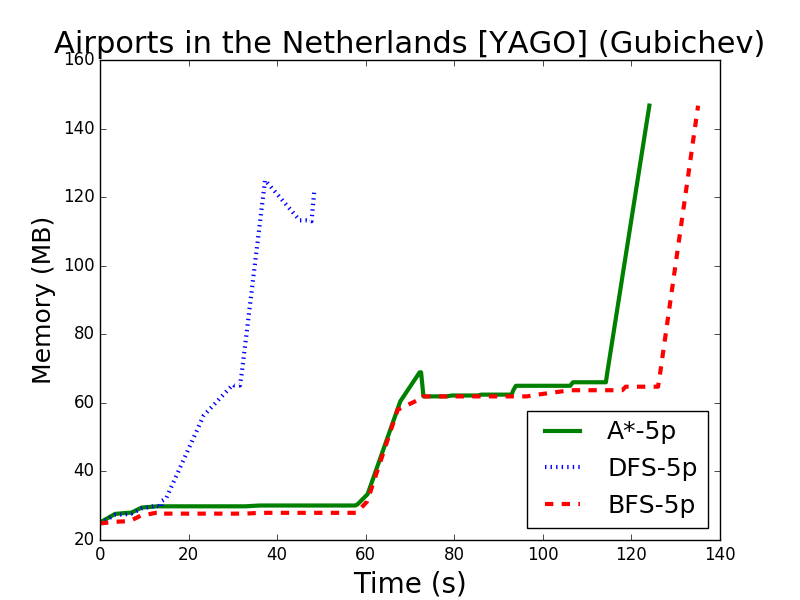 Airports in the Netherlands [YAGO] (Gubichev)
160
140
120
100
80
60
40
20
Memory (MB)
A*-5p
DFS-5p
BFS-5p
0 20 40 60 80 100 120 140
Time (s)